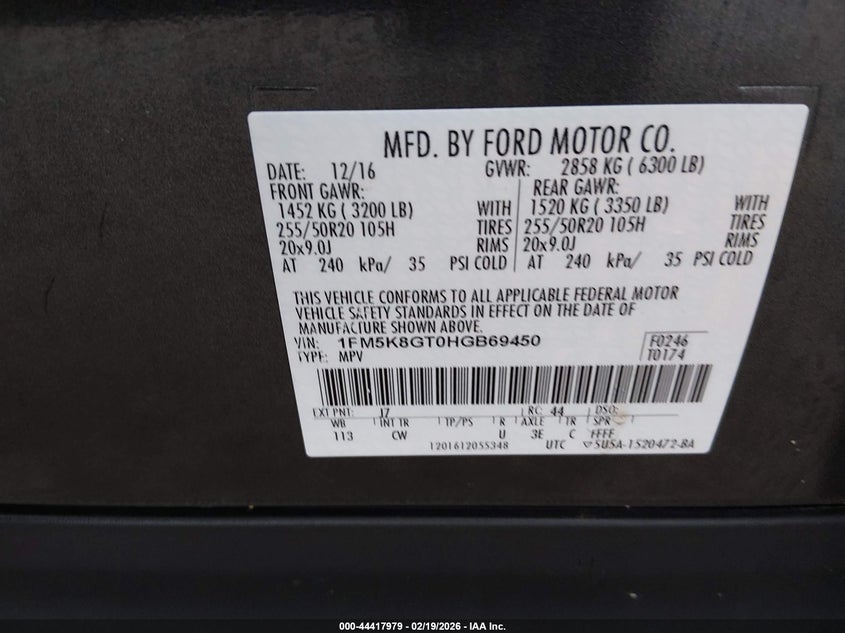 MFD. BY FORD MOTOR CO.
DATE: 12/16 GVWR: 2858 KG ( 6300 LB)
FRONT GAWR: REAR GAWR:
1452 KG ( 3200 LB) WITH 1520 KG ( 3350 LB) WITH
255/50R20 105H TIRES 255/50R20 105H TIRES
20x9.0J RIMS 20x9.0J RIMS
AT 240 kPa/ 35 PSI COLD AT 240 kPa/ 35 PSI COLD
THIS VEHICLE CONFORMS TO ALL APPLICABLE FEDERAL MOTOR
VEHICLE SAFETY STANDARDS IN EFFECT ON THE DATE OF
MANUFACTURE SHOWN ABOVE.
VIN: 1FM5K8GT0HGB69450 F0246
TYPE: MPV T0174
EXT PNT: J7 RC: 44 DSO:
WB INT TR TP/PS R AXLE TR SPR
113 CW U 3E C FFFF
1201612055348 UTC 5USA-1520472-BA
000-44417979 | 02/19/2026 - IAA Inc.